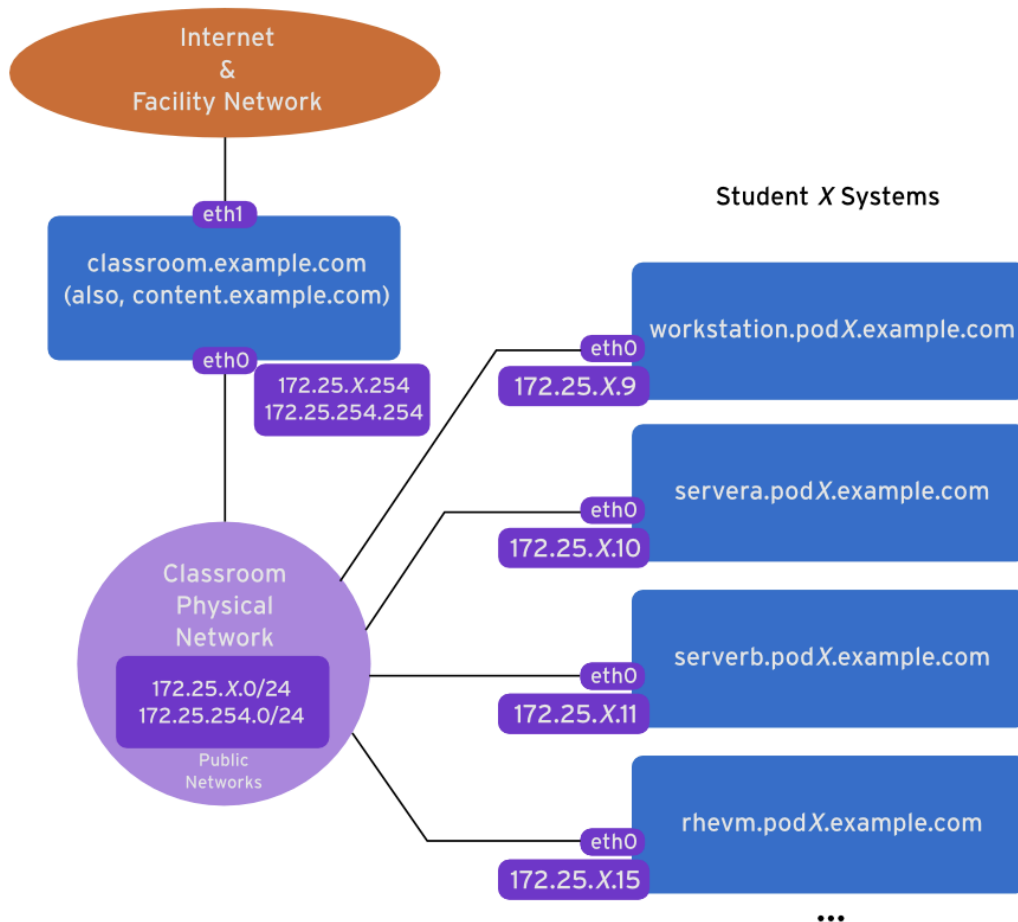 Internet
&
Facility Network
eth1
classroom.example.com
(also, content.example.com)
eth0
172.25.X.254
172.25.254.254
Classroom
Physical
Network
172.25.X.0/24
172.25.254.0/24
Public
Networks
Student X Systems
workstation.podX.example.com
eth0
172.25.X.9
servera.podX.example.com
eth0
172.25.X.10
serverb.podX.example.com
eth0
172.25.X.11
rhevm.podX.example.com
eth0
172.25.X.15
...